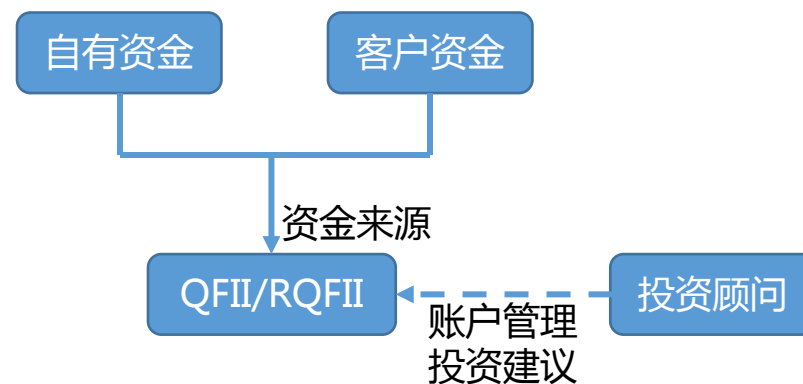 自有资金
客户资金
资金来源
QFII/RQFII
投资顾问
账户管理
投资建议